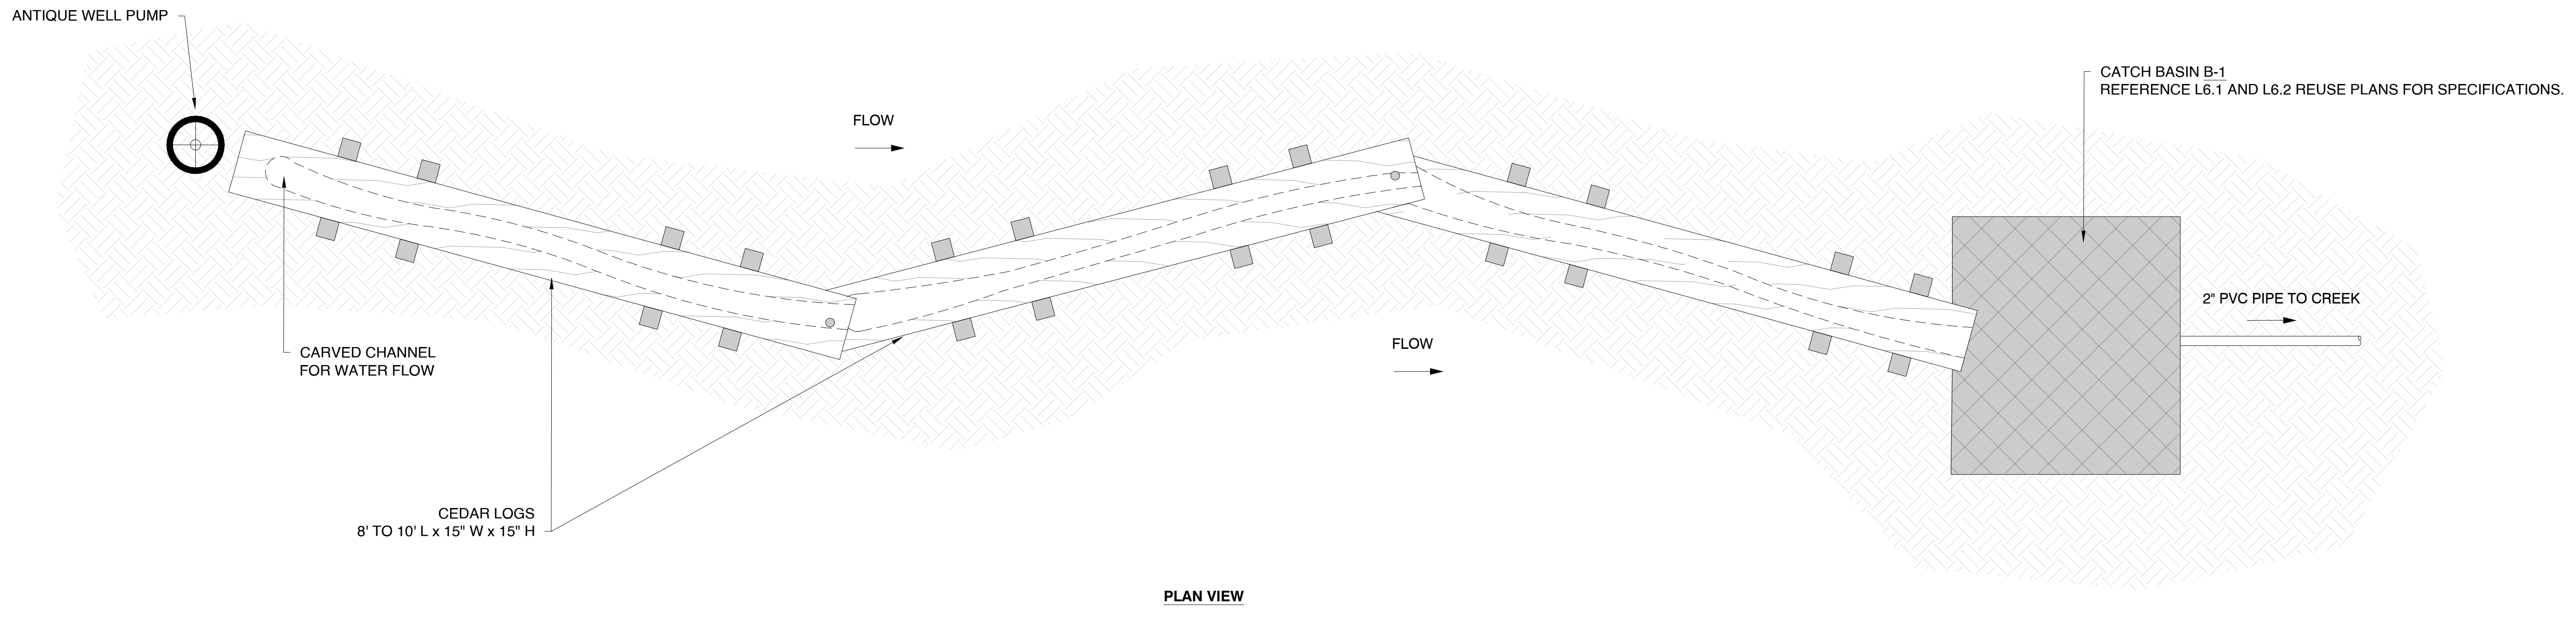 ANTIQUE WELL PUMP
FLOW
CATCH BASIN B-1
REFERENCE L6.1 AND L6.2 REUSE PLANS FOR SPECIFICATIONS.
2" PVC PIPE TO CREEK
FLOW
CARVED CHANNEL
FOR WATER FLOW
CEDAR LOGS
8' TO 10' L x 15" W x 15" H
PLAN VIEW